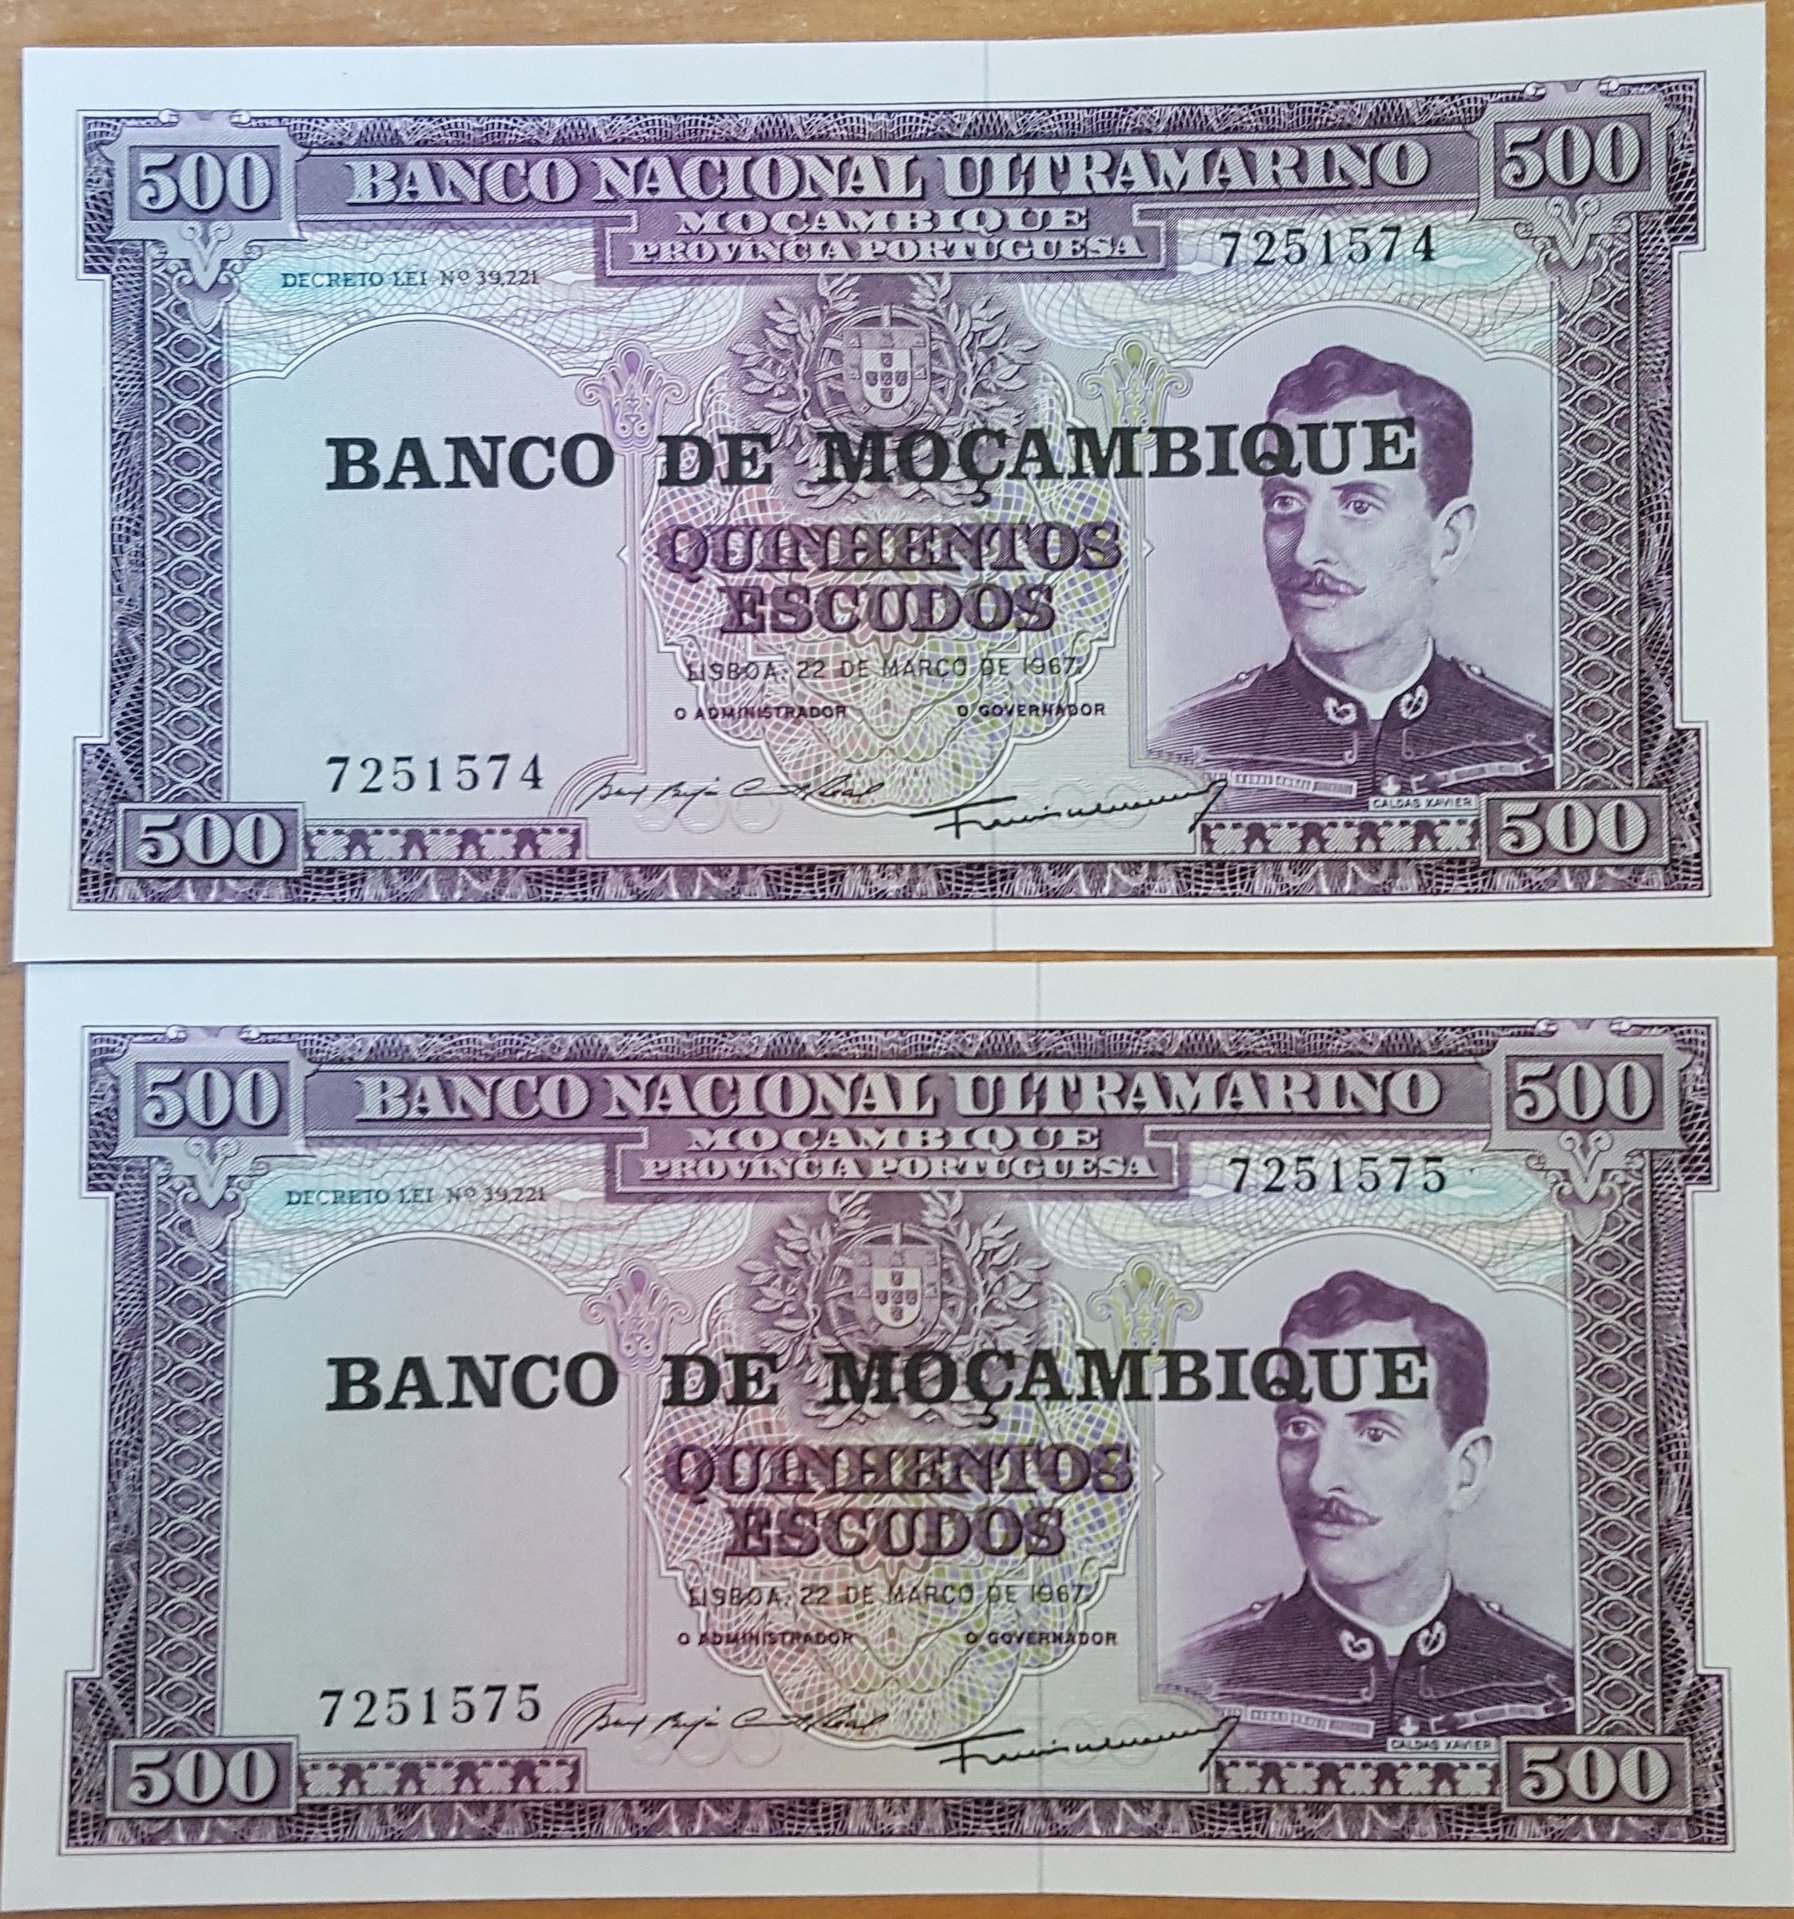 500 BANCO NACIONAL ULTRAMARINO 500
MOÇAMBIQUE
PROVÍNCIA PORTUGUESA
7251574
DECRETO LEI Nº 39,221
BANCO DE MOÇAMBIQUE
QUINHENTOS
ESCUDOS
LISBOA, 22 DE MARÇO DE 1967
O ADMINISTRADOR O GOVERNADOR
7251574
CALDAS XAVIER
500 500
500 BANCO NACIONAL ULTRAMARINO 500
MOÇAMBIQUE
PROVÍNCIA PORTUGUESA
7251575
DECRETO LEI Nº 39,221
BANCO DE MOÇAMBIQUE
QUINHENTOS
ESCUDOS
LISBOA, 22 DE MARÇO DE 1967
O ADMINISTRADOR O GOVERNADOR
7251575
CALDAS XAVIER
500 500